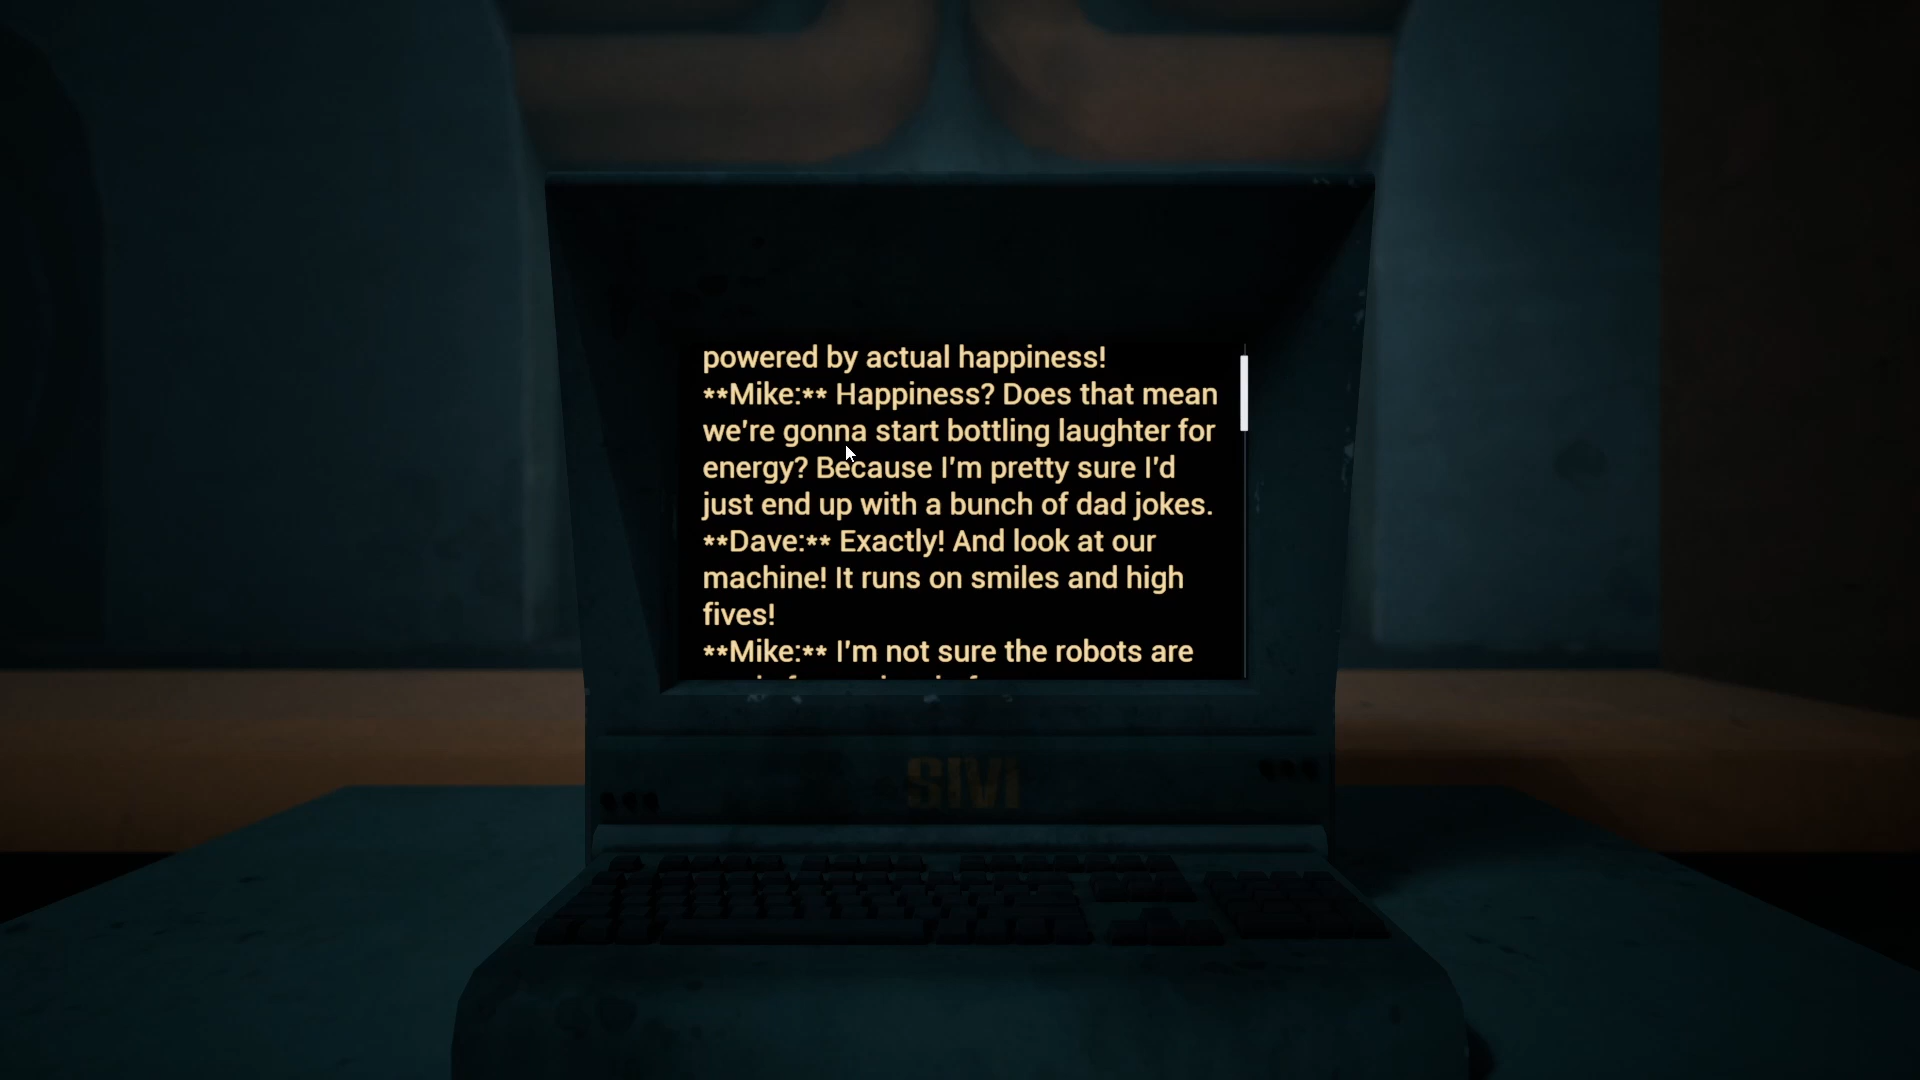 powered by actual happiness!
**Mike:** Happiness? Does that mean
we're gonna start bottling laughter for
energy? Because I'm pretty sure I'd
just end up with a bunch of dad jokes.
**Dave:** Exactly! And look at our
machine! It runs on smiles and high
fives!
**Mike:** I'm not sure the robots are
SIVI